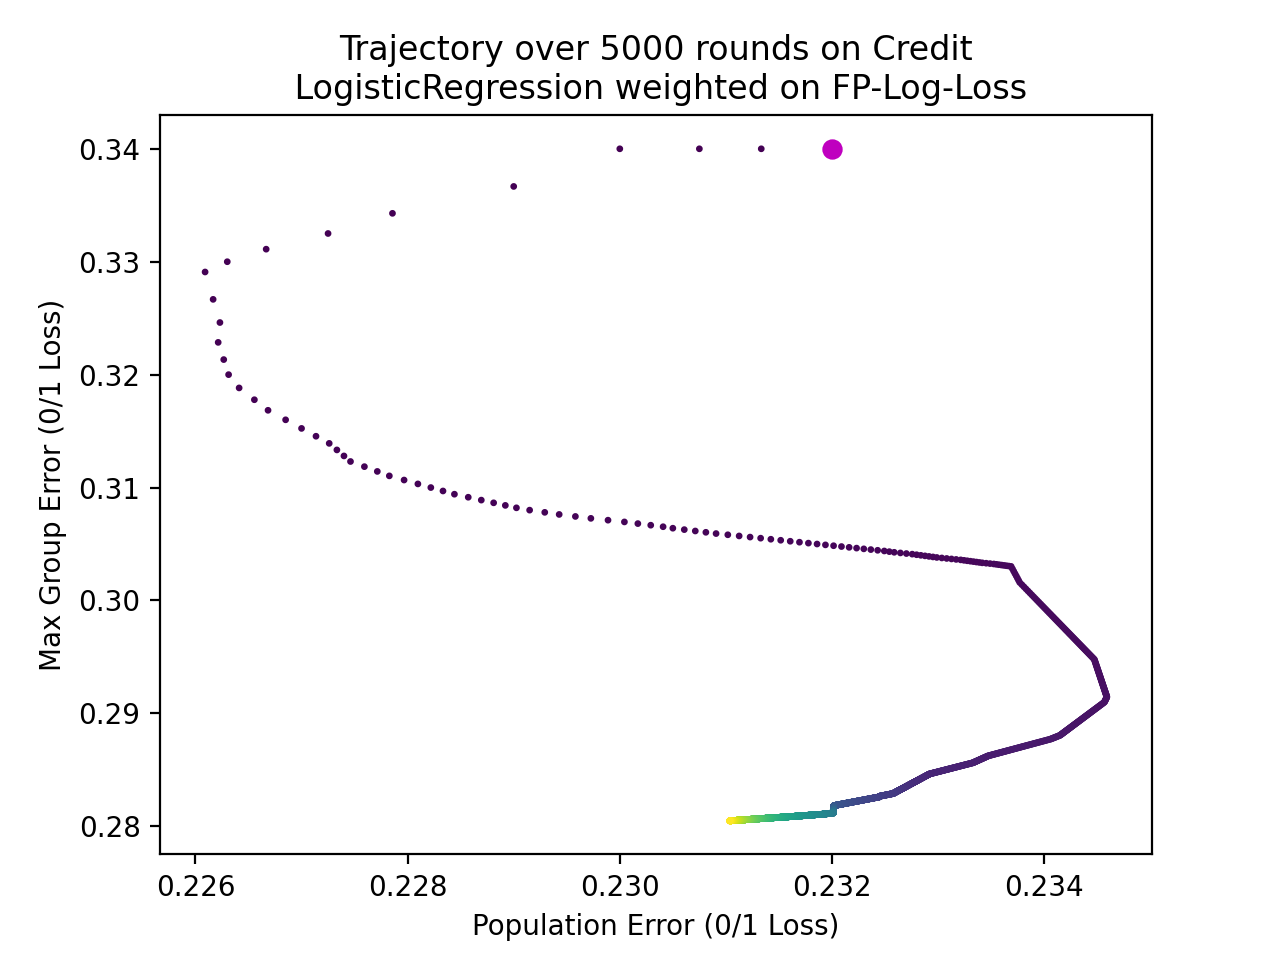 Trajectory over 5000 rounds on Credit
LogisticRegression weighted on FP-Log-Loss
Max Group Error (0/1 Loss)
0.34
0.33
0.32
0.31
0.30
0.29
0.28
0.226 0.228 0.230 0.232 0.234
Population Error (0/1 Loss)